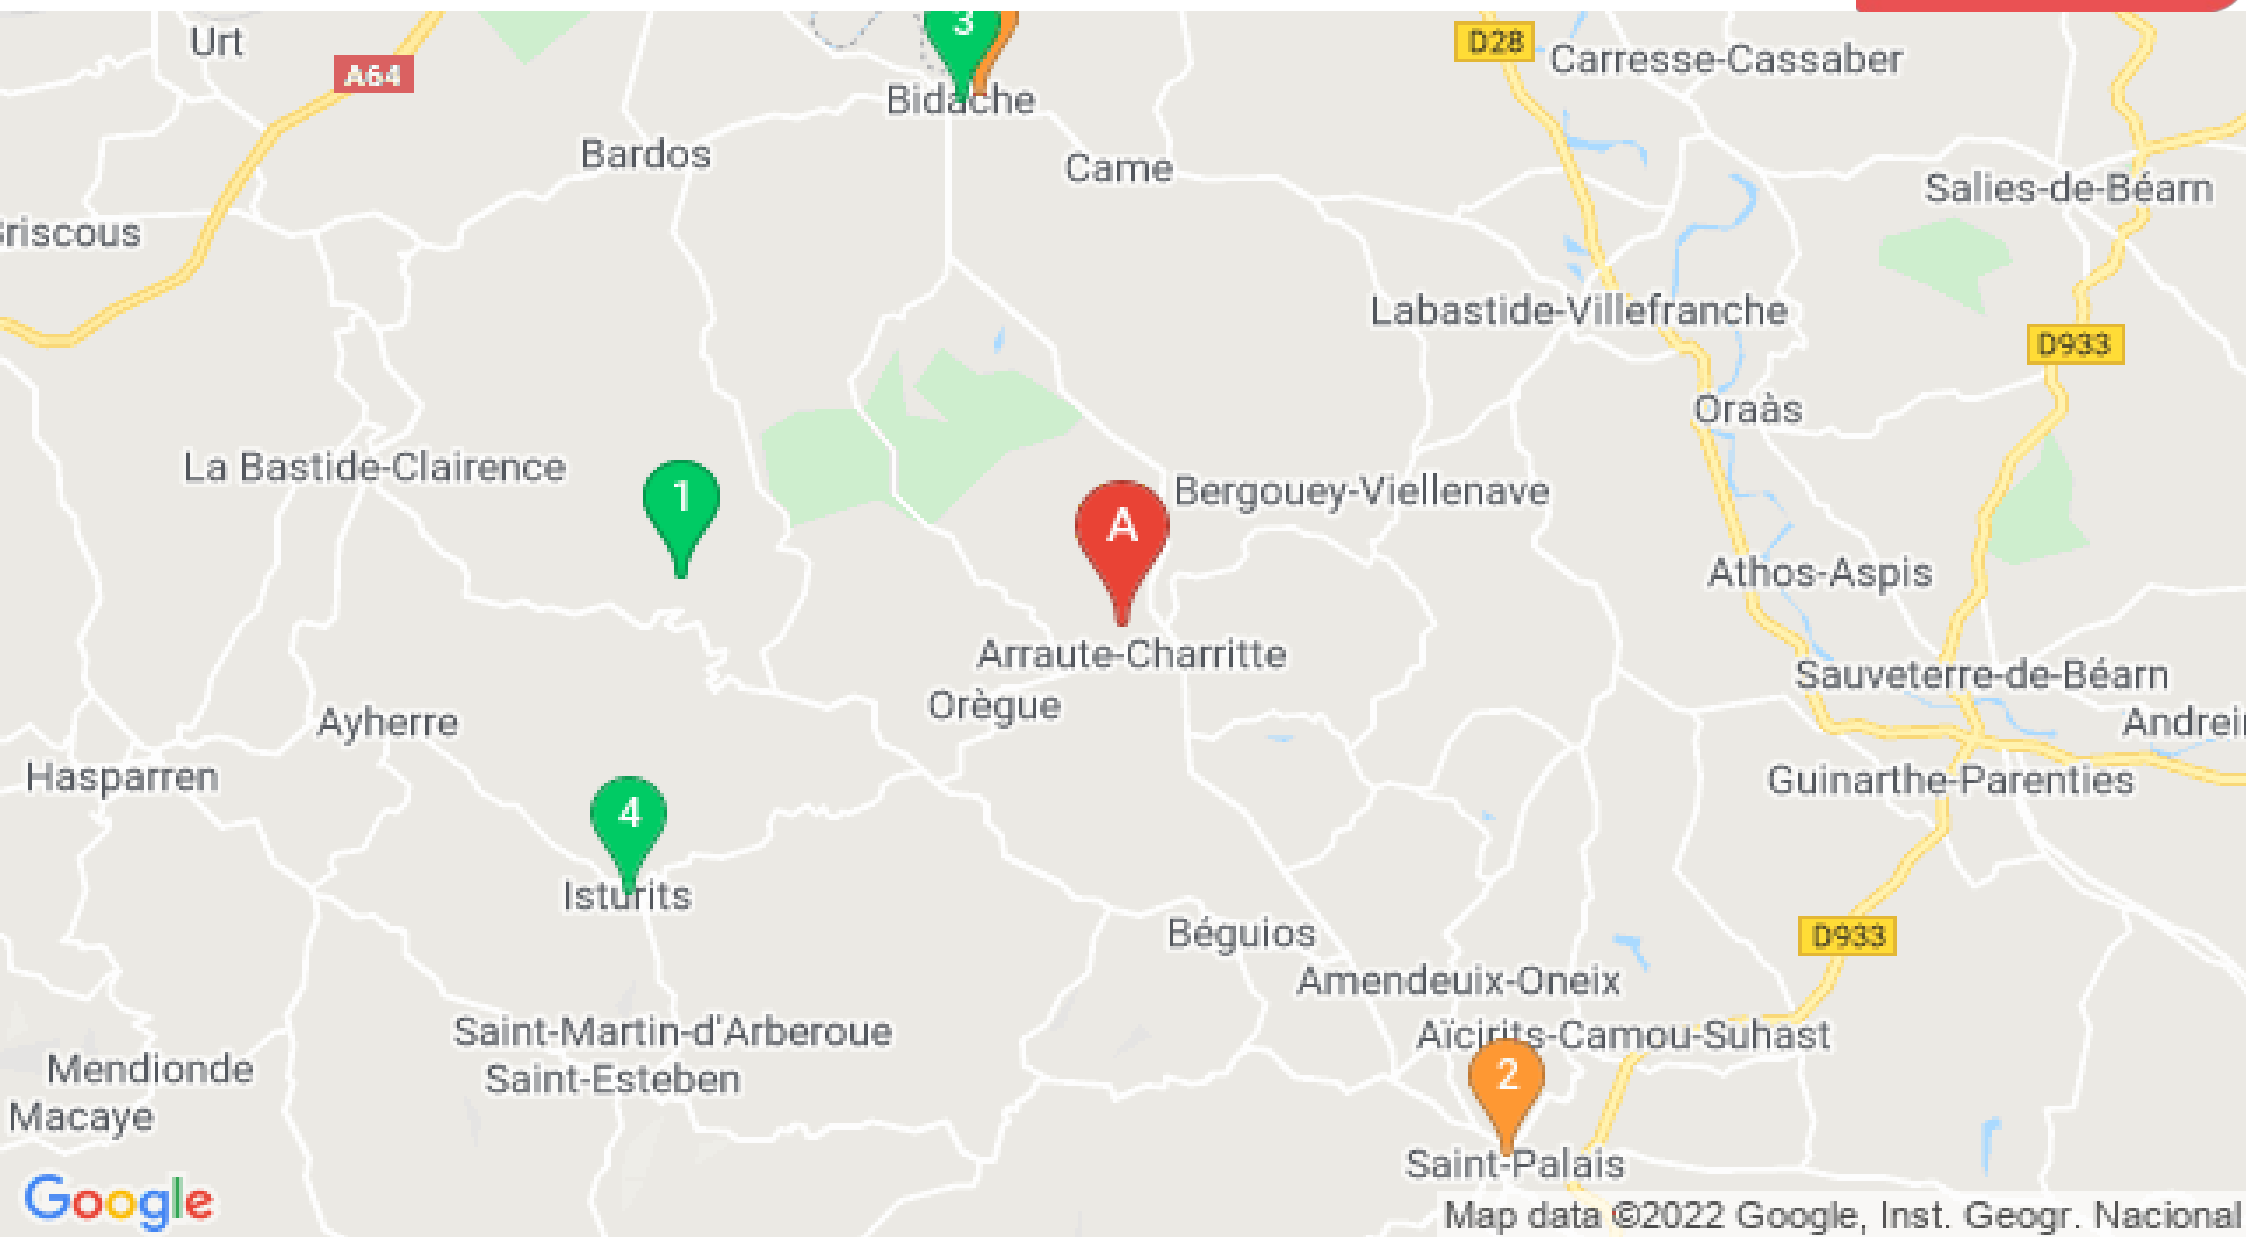 Urt
3
D28
Carresse-Cassaber
A64
Bidache
Bardos
Came
Salies-de-Béarn
riscous
Labastide-Villefranche
D933
Oraàs
La Bastide-Clairence
1
Bergouey-Viellenave
A
Athos-Aspis
Arraute-Charritte
Sauveterre-de-Béarn
Orègue
Ayherre
Andrei
Hasparren
Guinarthe-Parenties
4
Isturits
Béguios
D933
Amendeuix-Oneix
Saint-Martin-d'Arberoue
Aïcirits-Camou-Suhast
Mendionde
Saint-Esteben
2
Macaye
Saint-Palais
Google
Map data ©2022 Google, Inst. Geogr. Nacional